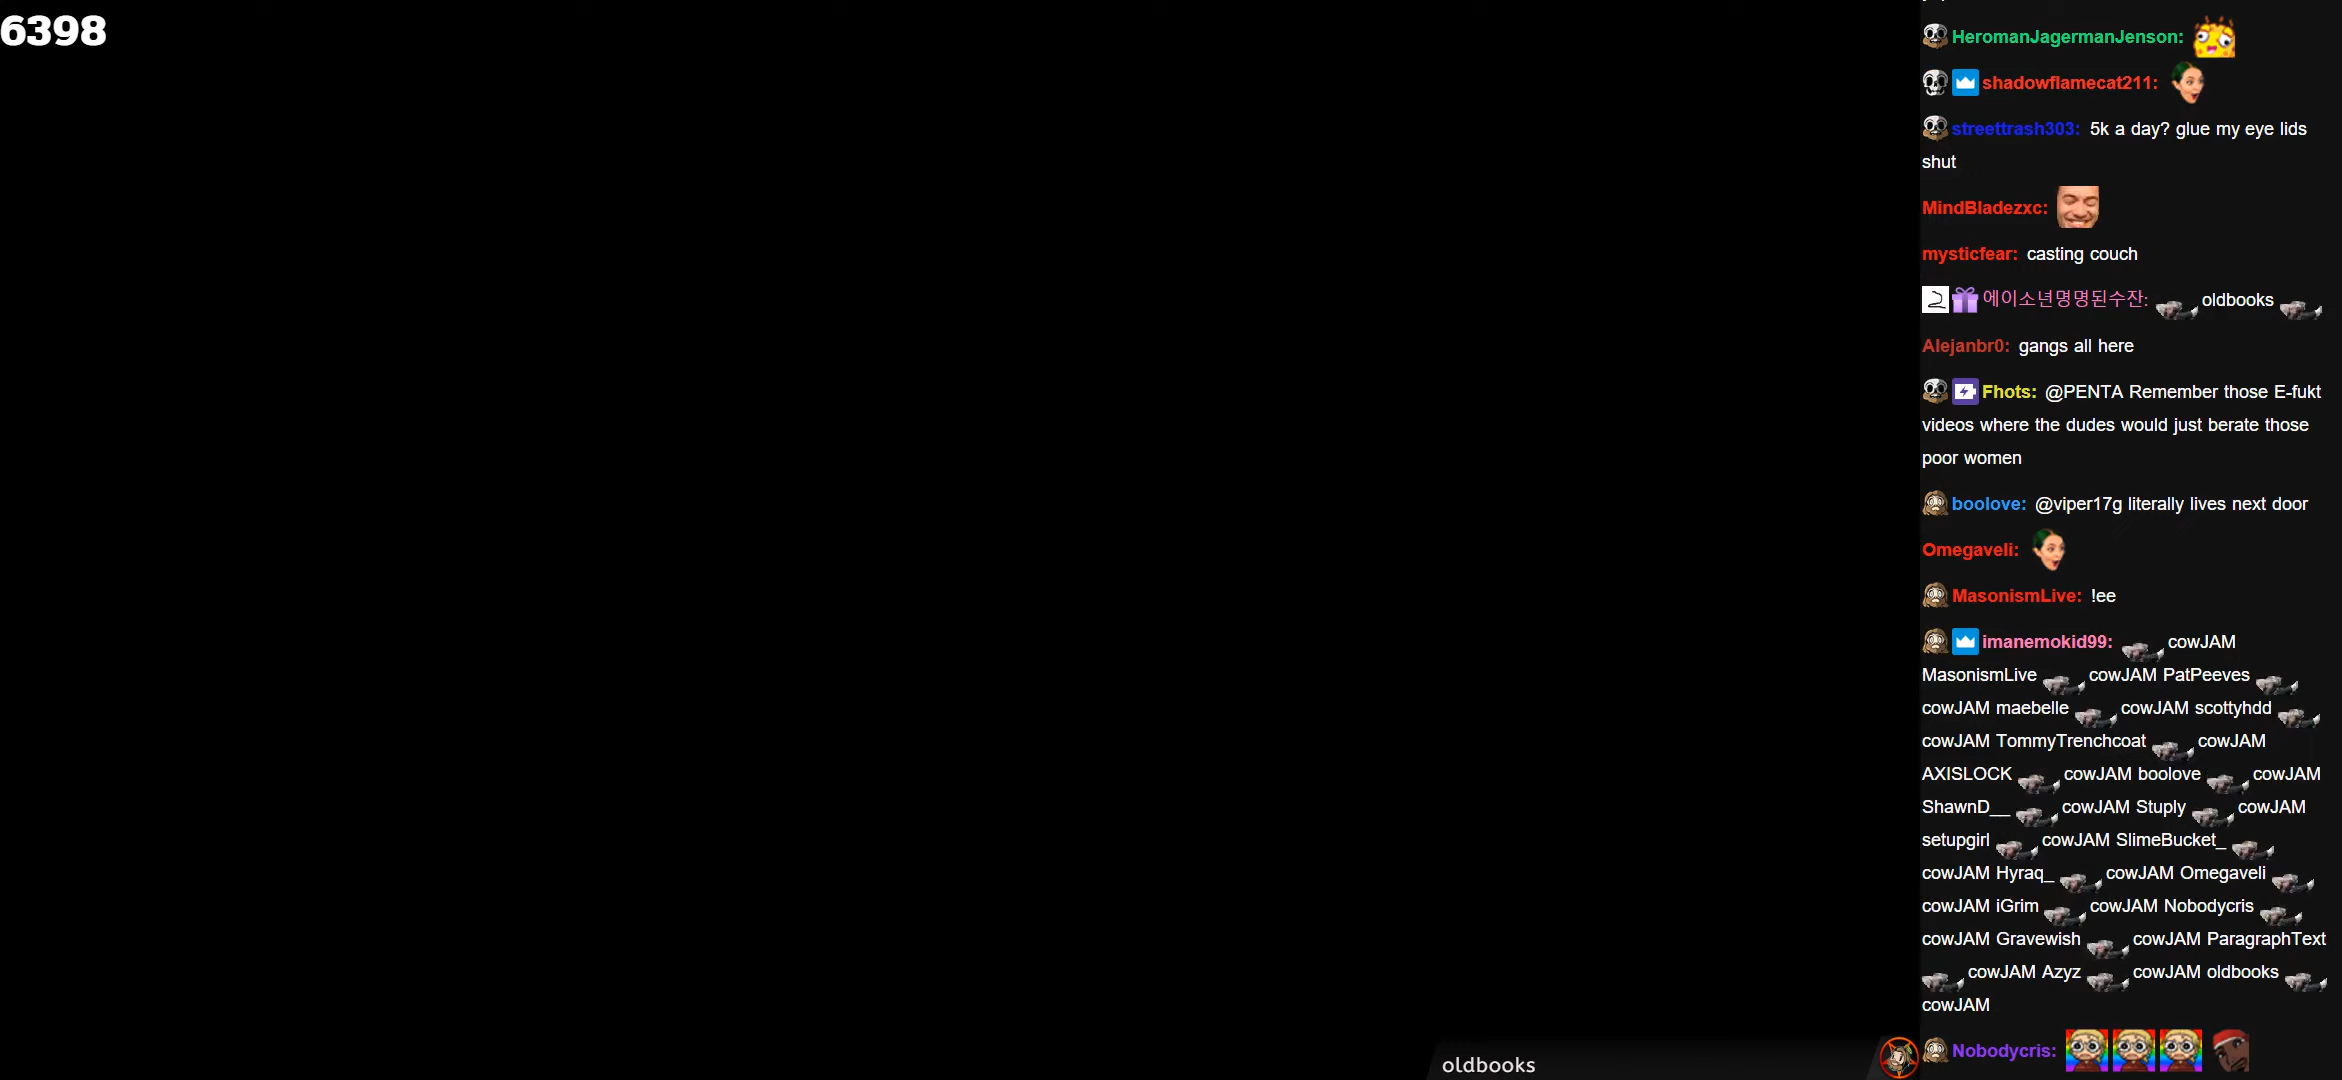 6398
HeromanJagermanJenson:
shadowflamecat211:
streettrash303: 5k a day? glue my eye lids
shut
MindBladezxc:
mysticfear: casting couch
에이소년명명된수잔: oldbooks
Alejanbr0: gangs all here
Fhots: @PENTA Remember those E-fukt
videos where the dudes would just berate those
poor women
boolove: @viper17g literally lives next door
Omegaveli:
MasonismLive: !ee
imanemokid99: cowJAM
MasonismLive cowJAM PatPeeves
cowJAM maebelle cowJAM scottyhdd
cowJAM TommyTrenchcoat cowJAM
AXISLOCK cowJAM boolove cowJAM
ShawnD__ cowJAM Stuply cowJAM
setupgirl cowJAM SlimeBucket_
cowJAM Hyraq_ cowJAM Omegaveli
cowJAM iGrim cowJAM Nobodycris
cowJAM Gravewish cowJAM ParagraphText
cowJAM Azyz cowJAM oldbooks
cowJAM
Nobodycris:
oldbooks